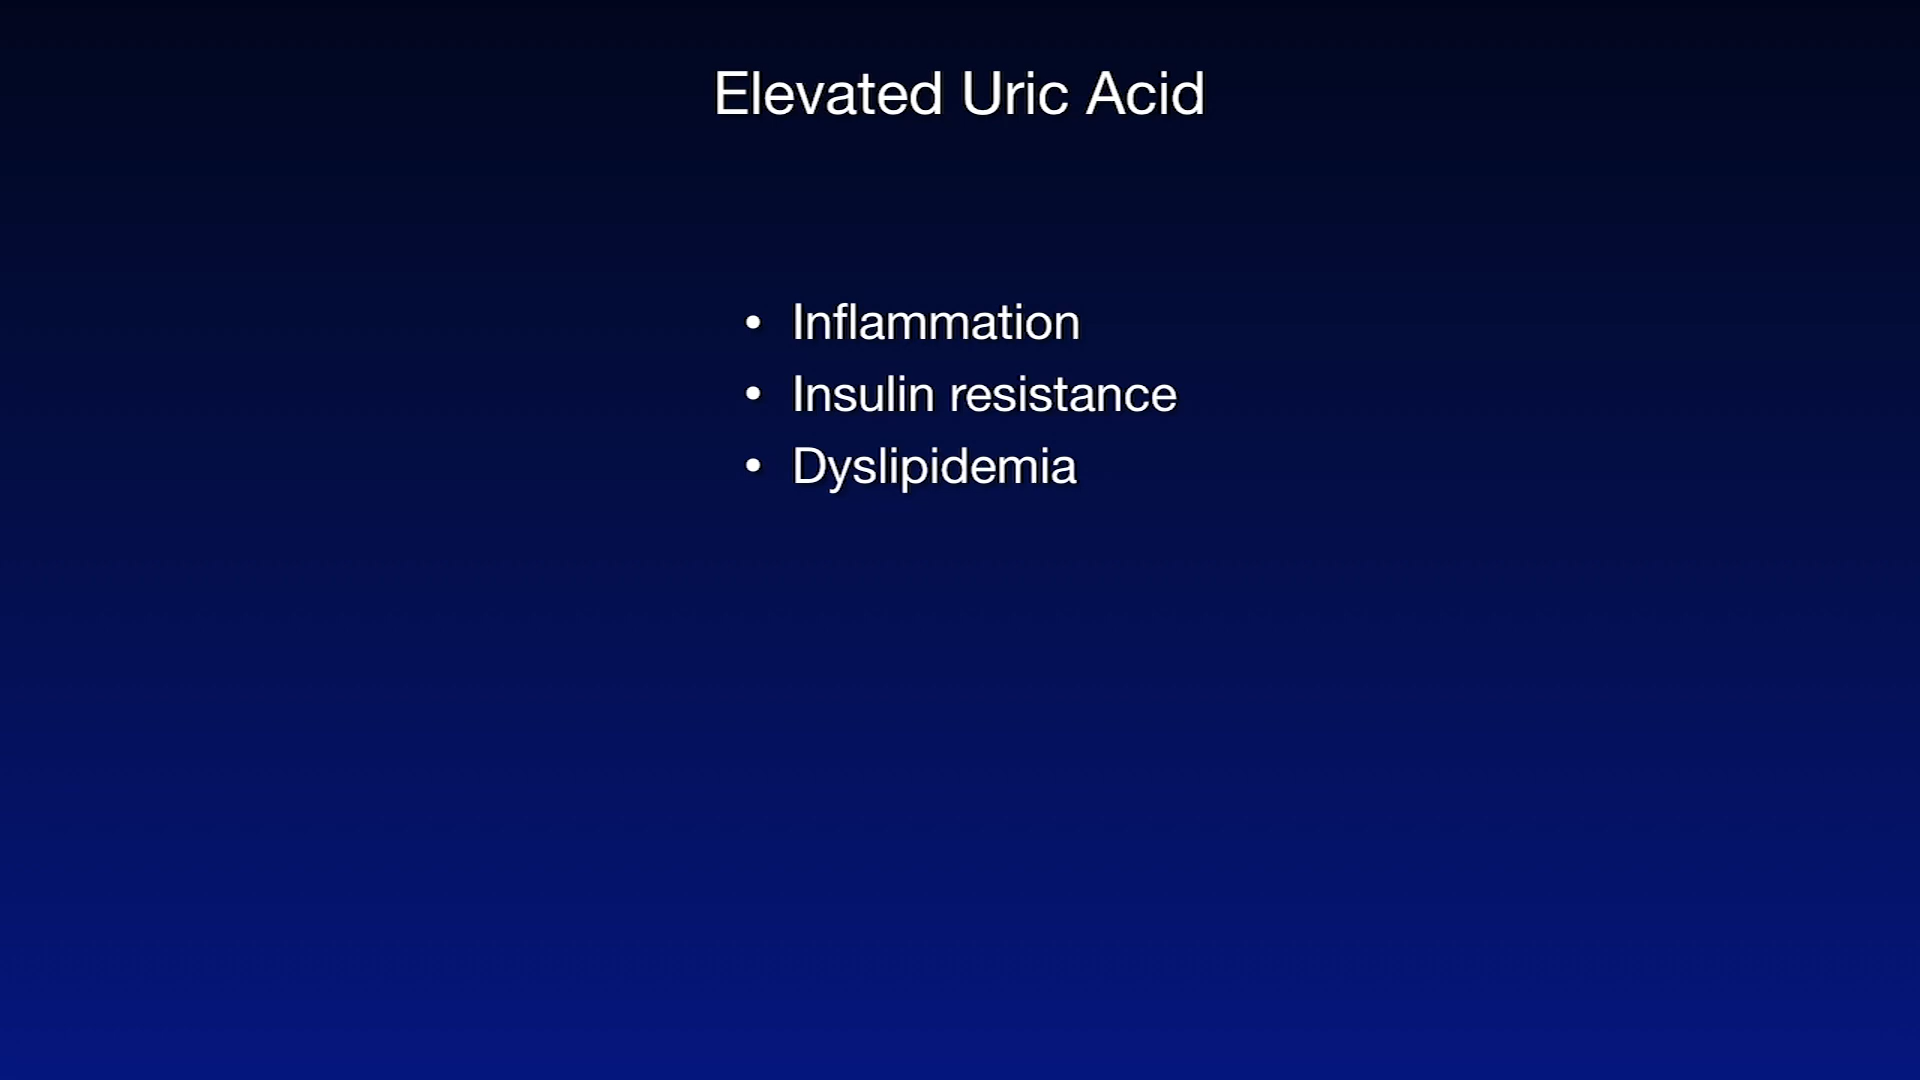 Elevated Uric Acid
• Inflammation
• Insulin resistance
• Dyslipidemia